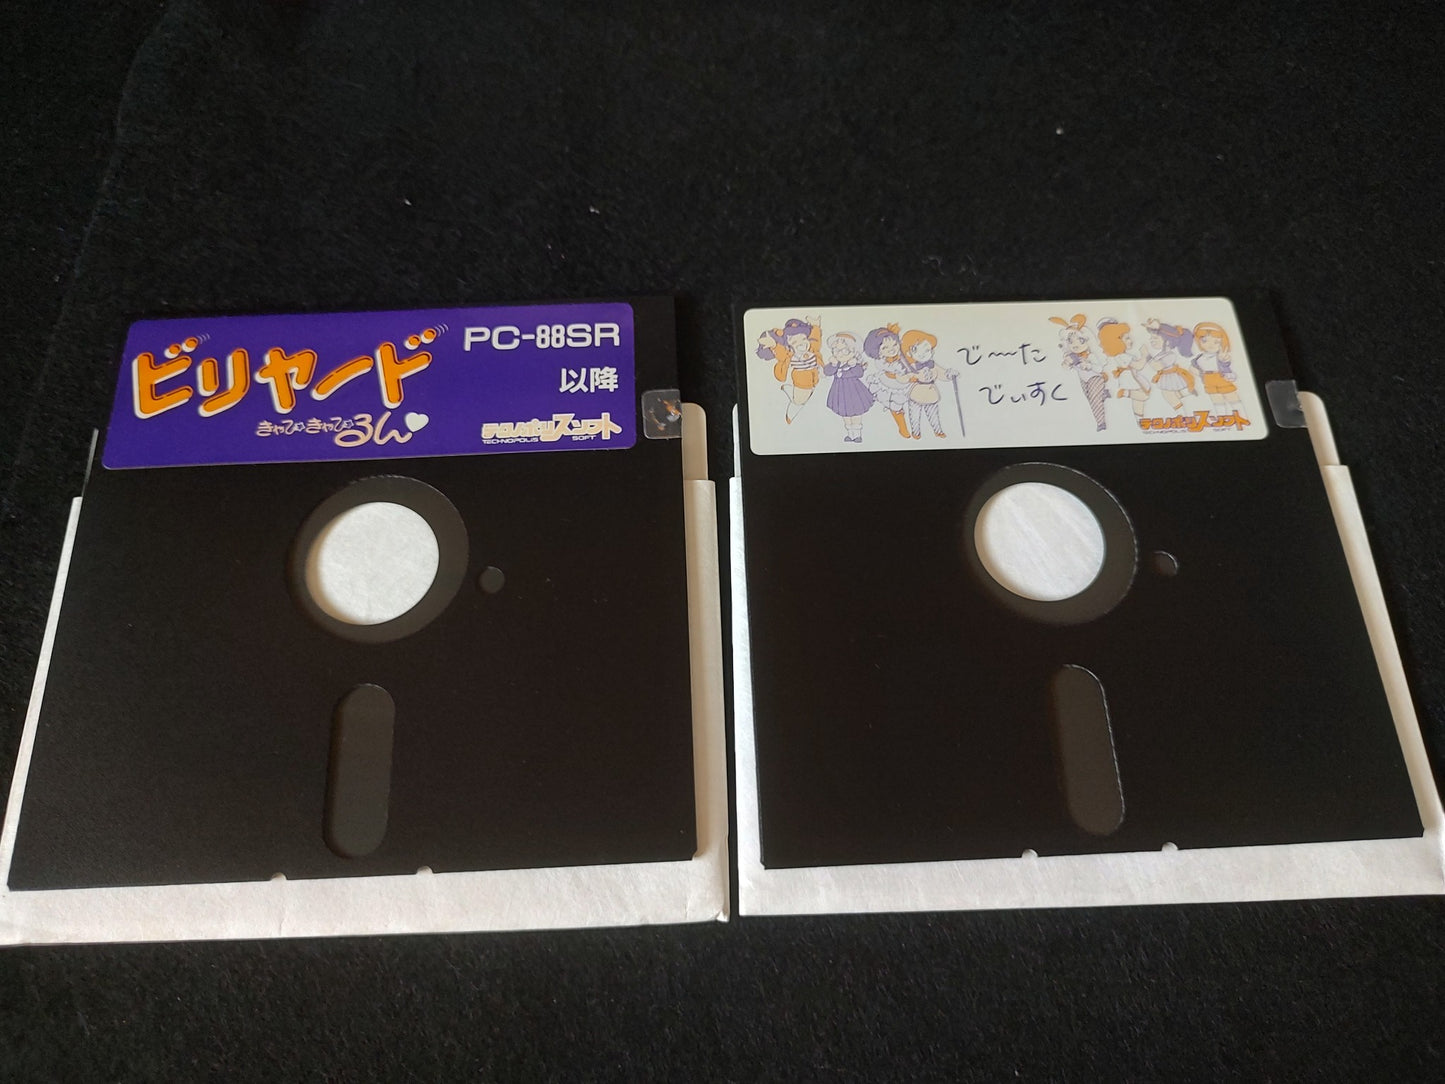 ビリヤード
PC-88SR
以降
きゃぴきゃぴるん♥
テクノポリスソフト
TECHNOPOLIS SOFT
で〜た
でぃすく
テクノポリスソフト
TECHNOPOLIS SOFT